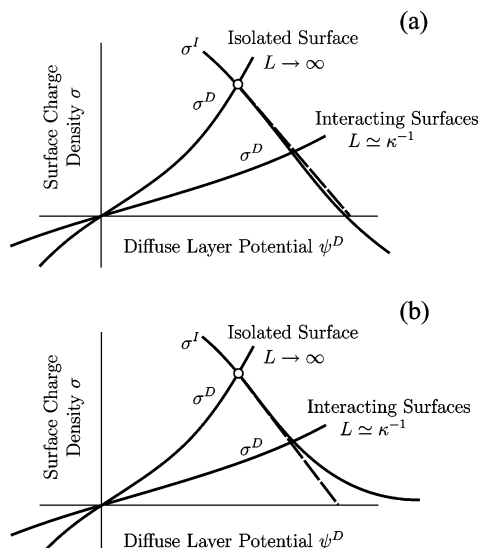 (a)
Isolated Surface
σ^I
L → ∞
σ^D
Interacting Surfaces
L ≃ κ⁻¹
σ^D
Surface Charge
Density σ
Diffuse Layer Potential ψ^D
(b)
Isolated Surface
σ^I
L → ∞
σ^D
Interacting Surfaces
L ≃ κ⁻¹
σ^D
Surface Charge
Density σ
Diffuse Layer Potential ψ^D